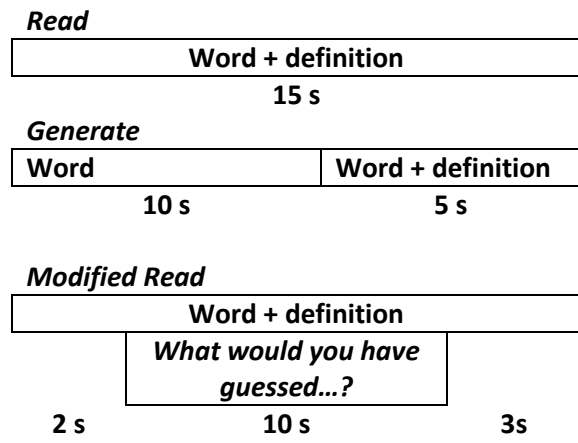 Read
Word + definition
15 s
Generate
Word Word + definition
10 s 5 s
Modified Read
Word + definition
What would you have
guessed...?
2 s 10 s 3s